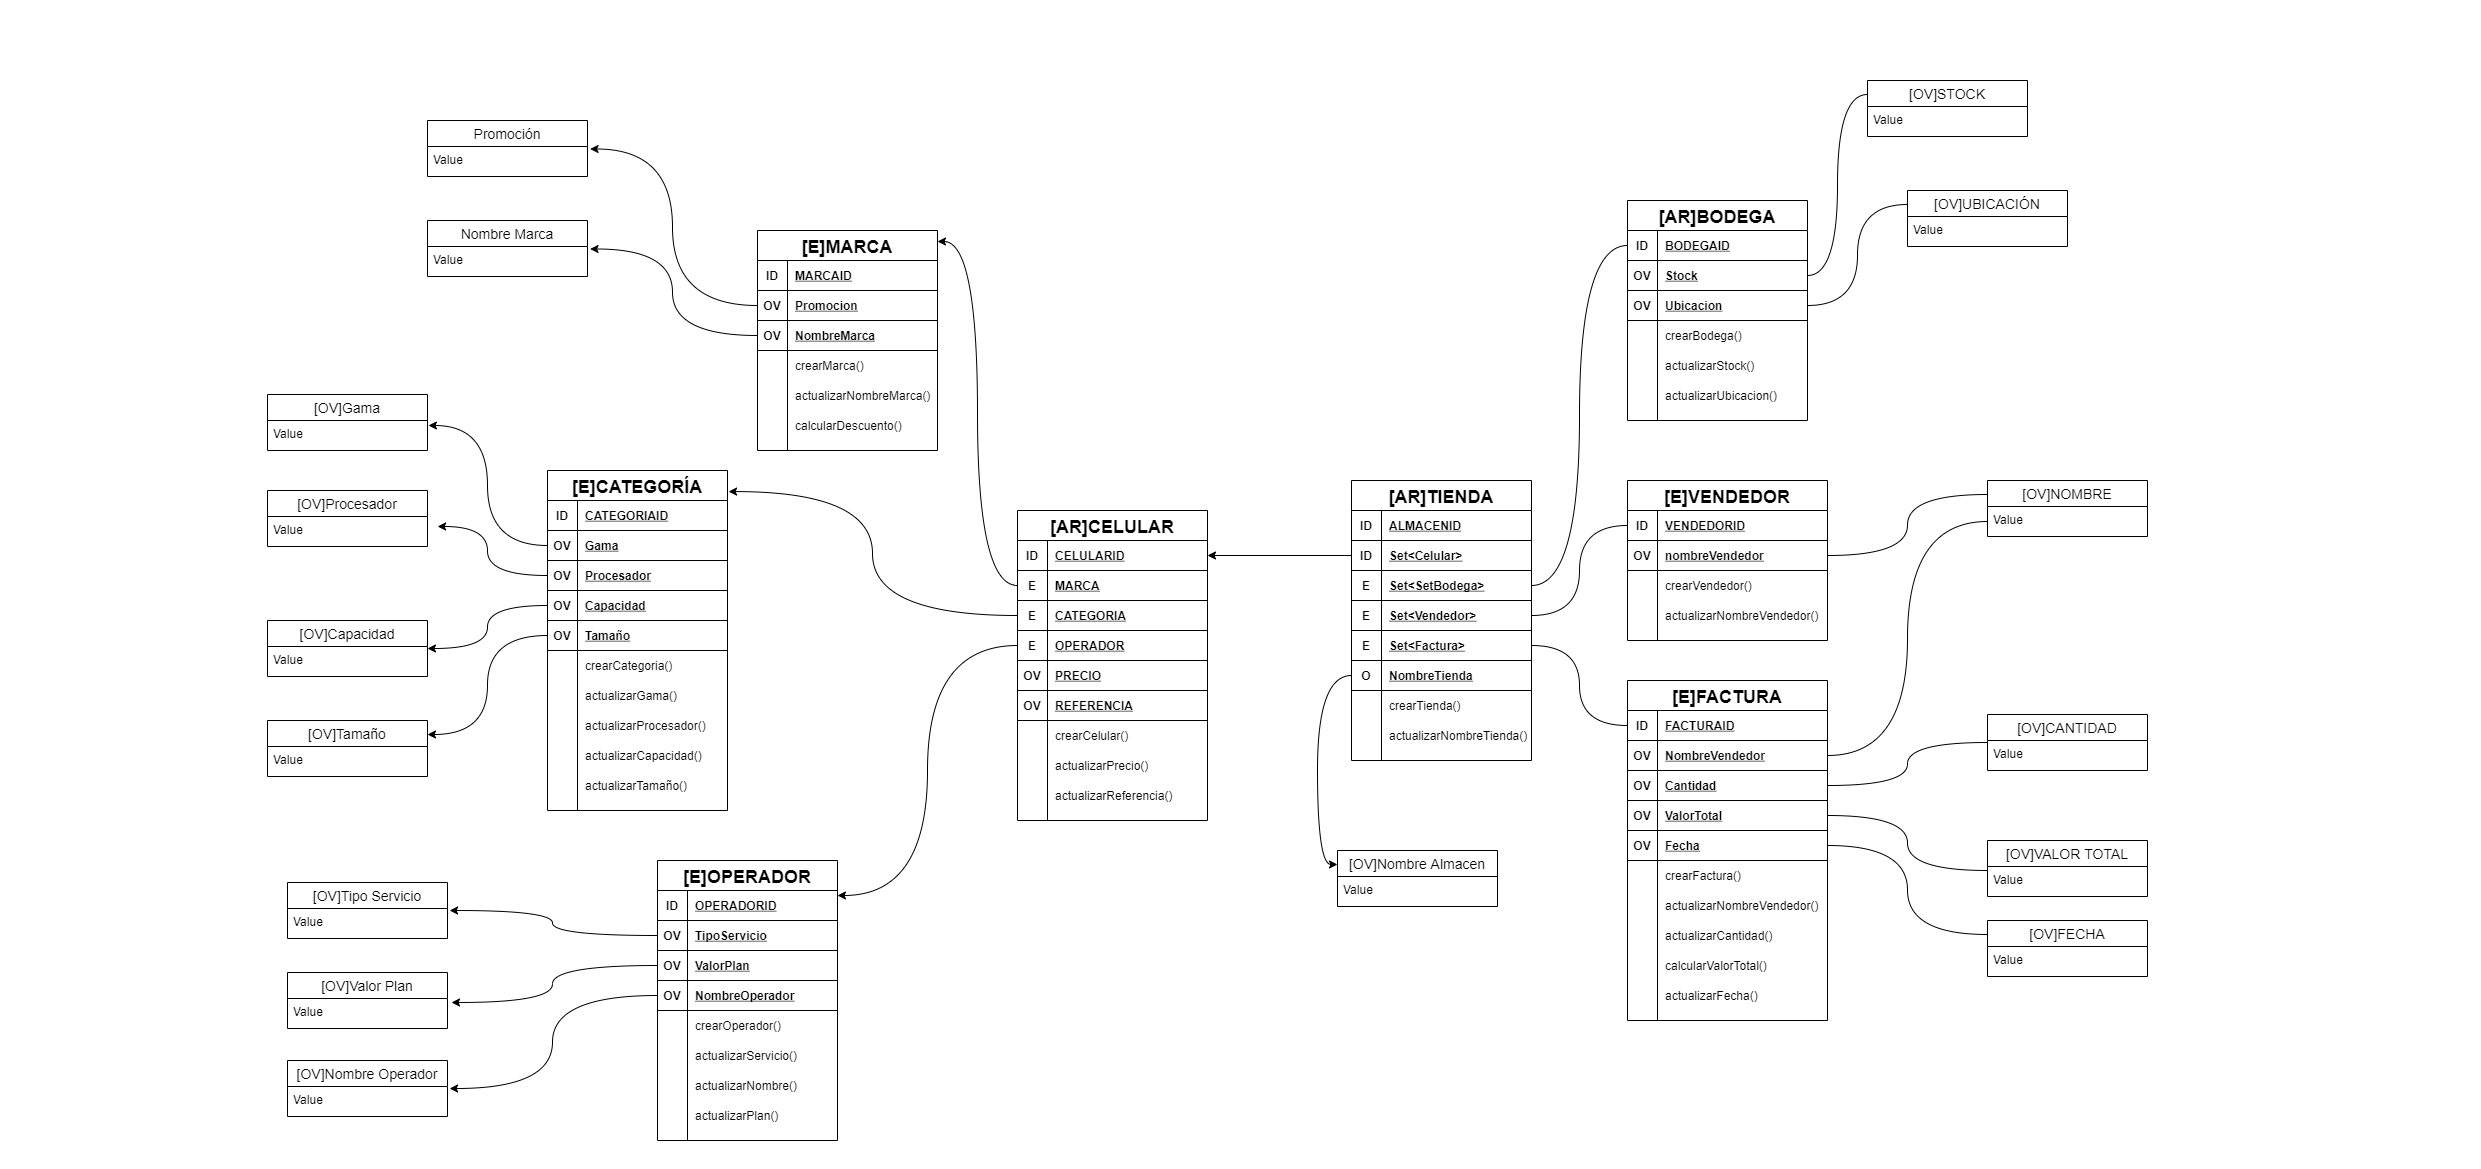 Promoción
Value
Nombre Marca
Value
[E]MARCA
ID MARCAID
OV Promocion
OV NombreMarca
crearMarca()
actualizarNombreMarca()
calcularDescuento()
[OV]Gama
Value
[OV]Procesador
Value
[OV]Capacidad
Value
[OV]Tamaño
Value
[E]CATEGORÍA
ID CATEGORIAID
OV Gama
OV Procesador
OV Capacidad
OV Tamaño
crearCategoria()
actualizarGama()
actualizarProcesador()
actualizarCapacidad()
actualizarTamaño()
[OV]Tipo Servicio
Value
[OV]Valor Plan
Value
[OV]Nombre Operador
Value
[E]OPERADOR
ID OPERADORID
OV TipoServicio
OV ValorPlan
OV NombreOperador
crearOperador()
actualizarServicio()
actualizarNombre()
actualizarPlan()
[AR]CELULAR
ID CELULARID
E MARCA
E CATEGORIA
E OPERADOR
OV PRECIO
OV REFERENCIA
crearCelular()
actualizarPrecio()
actualizarReferencia()
[AR]TIENDA
ID ALMACENID
ID Set<Celular>
E Set<SetBodega>
E Set<Vendedor>
E Set<Factura>
O NombreTienda
crearTienda()
actualizarNombreTienda()
[OV]Nombre Almacen
Value
[AR]BODEGA
ID BODEGAID
OV Stock
OV Ubicacion
crearBodega()
actualizarStock()
actualizarUbicacion()
[OV]STOCK
Value
[OV]UBICACIÓN
Value
[E]VENDEDOR
ID VENDEDORID
OV nombreVendedor
crearVendedor()
actualizarNombreVendedor()
[E]FACTURA
ID FACTURAID
OV NombreVendedor
OV Cantidad
OV ValorTotal
OV Fecha
crearFactura()
actualizarNombreVendedor()
actualizarCantidad()
calcularValorTotal()
actualizarFecha()
[OV]NOMBRE
Value
[OV]CANTIDAD
Value
[OV]VALOR TOTAL
Value
[OV]FECHA
Value